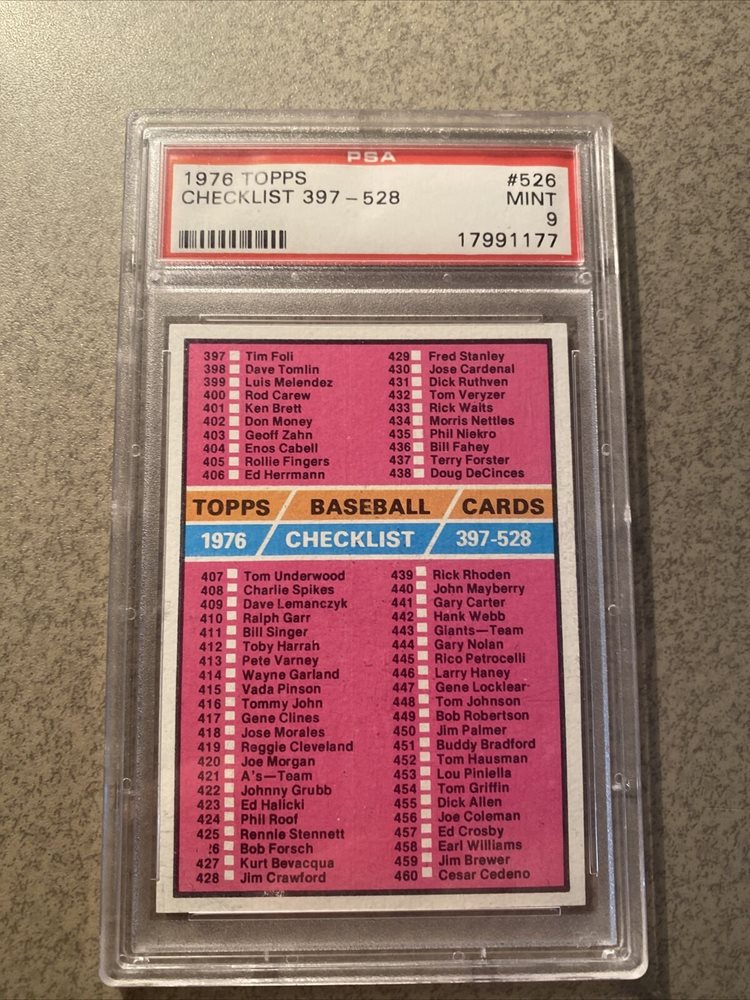 PSA
1976 TOPPS #526
CHECKLIST 397-528 MINT
9
17991177
397 Tim Foli
398 Dave Tomlin
399 Luis Melendez
400 Rod Carew
401 Ken Brett
402 Don Money
403 Geoff Zahn
404 Enos Cabell
405 Rollie Fingers
406 Ed Herrmann
429 Fred Stanley
430 Jose Cardenal
431 Dick Ruthven
432 Tom Veryzer
433 Rick Waits
434 Morris Nettles
435 Phil Niekro
436 Bill Fahey
437 Terry Forster
438 Doug DeCinces
TOPPS / BASEBALL / CARDS
1976 / CHECKLIST / 397-528
407 Tom Underwood
408 Charlie Spikes
409 Dave Lemanczyk
410 Ralph Garr
411 Bill Singer
412 Toby Harrah
413 Pete Varney
414 Wayne Garland
415 Vada Pinson
416 Tommy John
417 Gene Clines
418 Jose Morales
419 Reggie Cleveland
420 Joe Morgan
421 A's—Team
422 Johnny Grubb
423 Ed Halicki
424 Phil Roof
425 Rennie Stennett
26 Bob Forsch
427 Kurt Bevacqua
428 Jim Crawford
439 Rick Rhoden
440 John Mayberry
441 Gary Carter
442 Hank Webb
443 Giants—Team
444 Gary Nolan
445 Rico Petrocelli
446 Larry Haney
447 Gene Locklear
448 Tom Johnson
449 Bob Robertson
450 Jim Palmer
451 Buddy Bradford
452 Tom Hausman
453 Lou Piniella
454 Tom Griffin
455 Dick Allen
456 Joe Coleman
457 Ed Crosby
458 Earl Williams
459 Jim Brewer
460 Cesar Cedeno